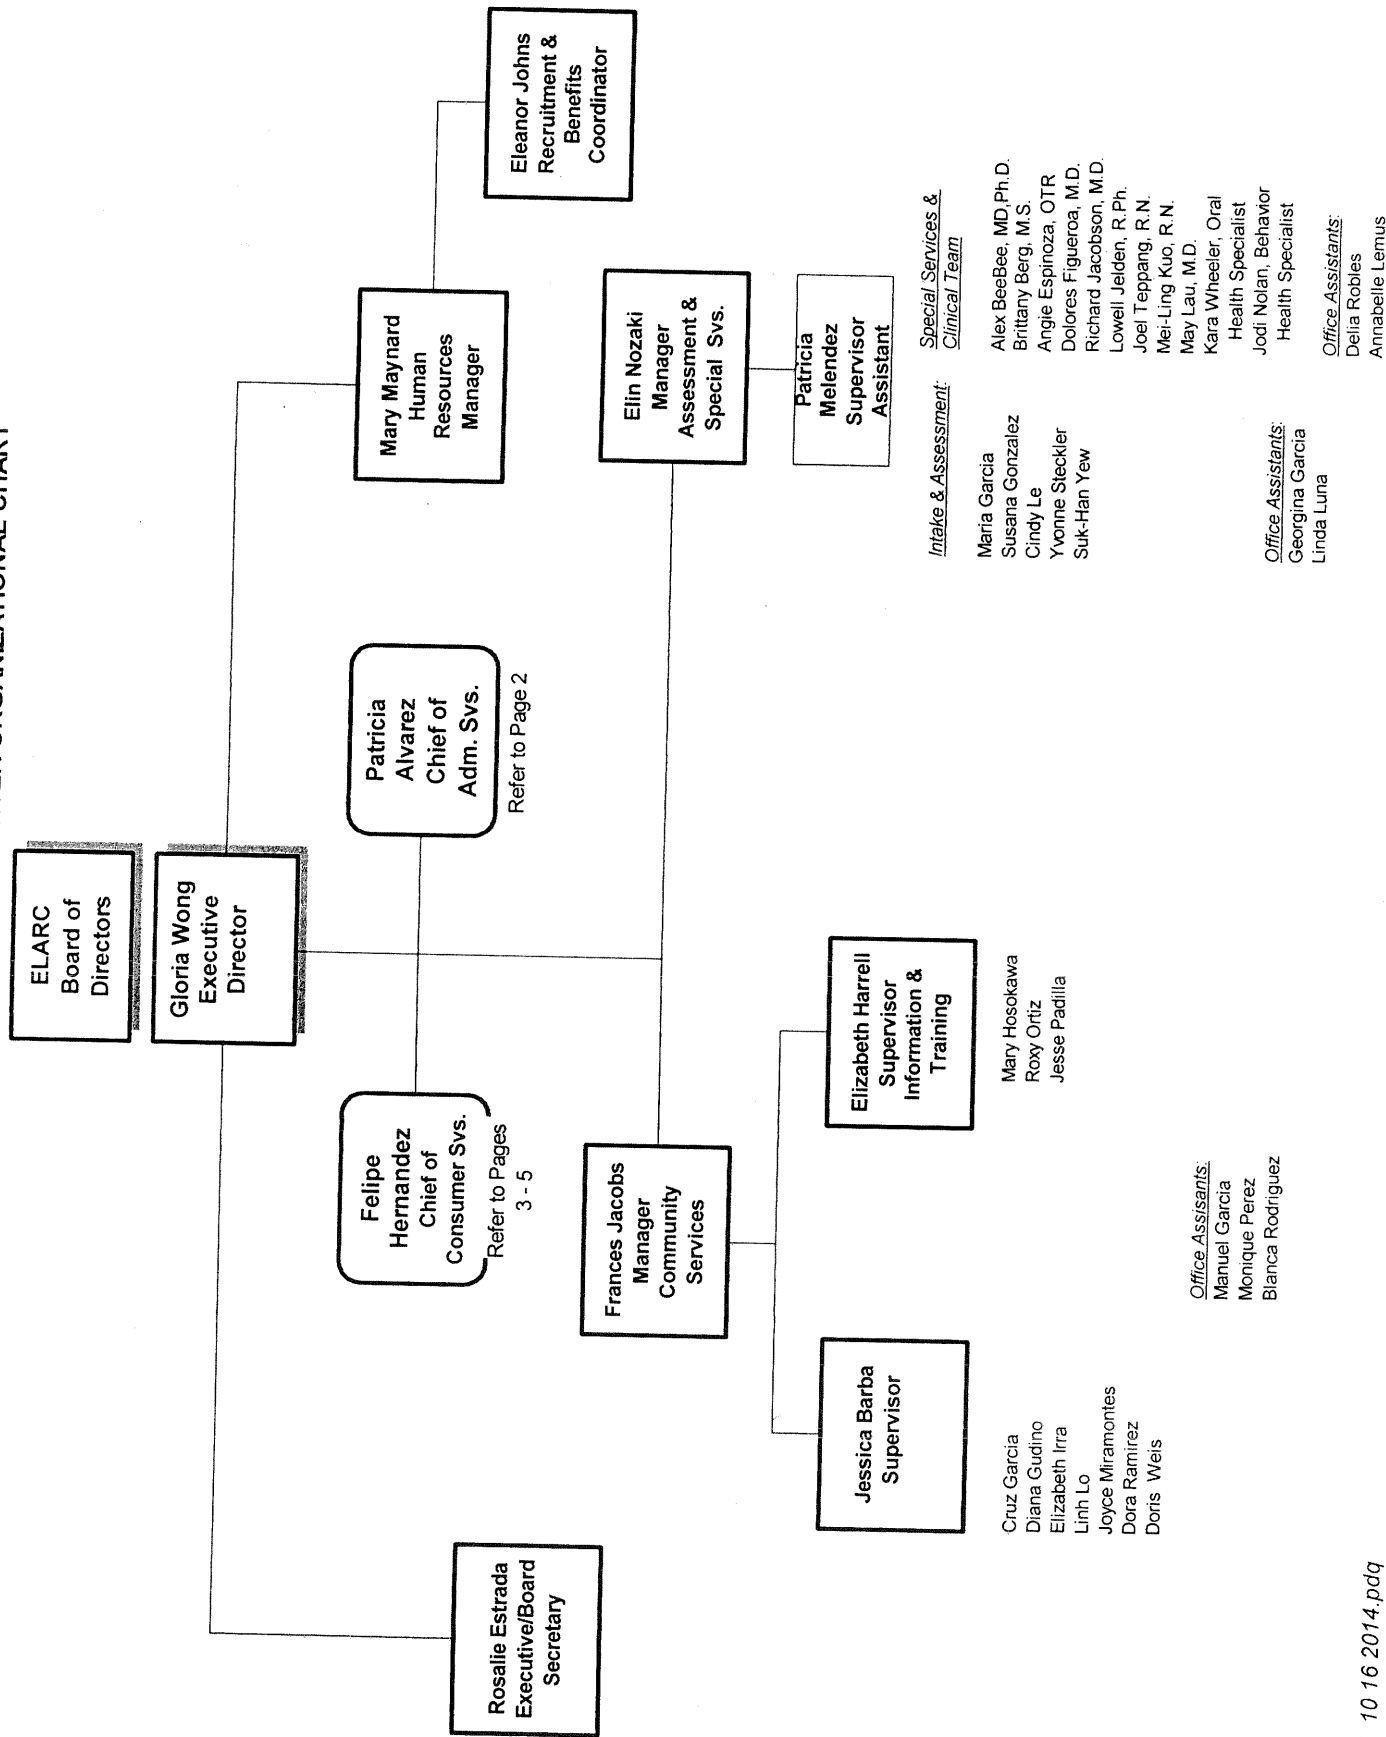 ORGANIZATIONAL CHART
ELARC
Board of
Directors
Gloria Wong
Executive
Director
Rosalie Estrada
Executive/Board
Secretary
Felipe
Hernandez
Chief of
Consumer Svs.
Refer to Pages
3 - 5
Patricia
Alvarez
Chief of
Adm. Svs.
Refer to Page 2
Mary Maynard
Human
Resources
Manager
Eleanor Johns
Recruitment &
Benefits
Coordinator
Frances Jacobs
Manager
Community
Services
Elin Nozaki
Manager
Assessment &
Special Svs.
Patricia
Melendez
Supervisor
Assistant
Jessica Barba
Supervisor
Cruz Garcia
Diana Gudino
Elizabeth Irra
Linh Lo
Joyce Miramontes
Dora Ramirez
Doris Weis
Elizabeth Harrell
Supervisor
Information &
Training
Mary Hosokawa
Roxy Ortiz
Jesse Padilla
Office Assisants:
Manuel Garcia
Monique Perez
Blanca Rodriguez
Intake & Assessment:
Maria Garcia
Susana Gonzalez
Cindy Le
Yvonne Steckler
Suk-Han Yew
Office Assistants:
Georgina Garcia
Linda Luna
Special Services &
Clinical Team
Alex BeeBee, MD,Ph.D.
Brittany Berg, M.S.
Angie Espinoza, OTR
Dolores Figueroa, M.D.
Richard Jacobson, M.D.
Lowell Jelden, R.Ph.
Joel Teppang, R.N.
Mei-Ling Kuo, R.N.
May Lau, M.D.
Kara Wheeler, Oral
Health Specialist
Jodi Nolan, Behavior
Health Specialist
Office Assistants:
Delia Robles
Annabelle Lemus
10 16 2014.pdq